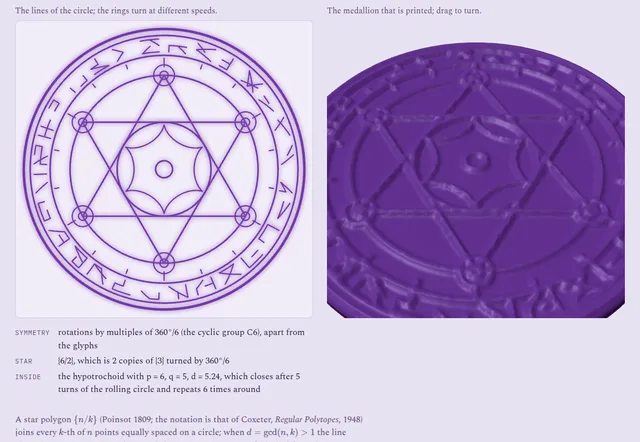 The lines of the circle; the rings turn at different speeds.
The medallion that is printed; drag to turn.
SYMMETRY rotations by multiples of 360°/6 (the cyclic group C6), apart from
the glyphs
STAR |6/2|, which is 2 copies of |3| turned by 360°/6
INSIDE the hypotrochoid with p = 6, q = 5, d = 5.24, which closes after 5
turns of the rolling circle and repeats 6 times around
A star polygon {n/k} (Poinsot 1809; the notation is that of Coxeter, Regular Polytopes, 1948)
joins every k-th of n points equally spaced on a circle; when d = gcd(n, k) > 1 the line